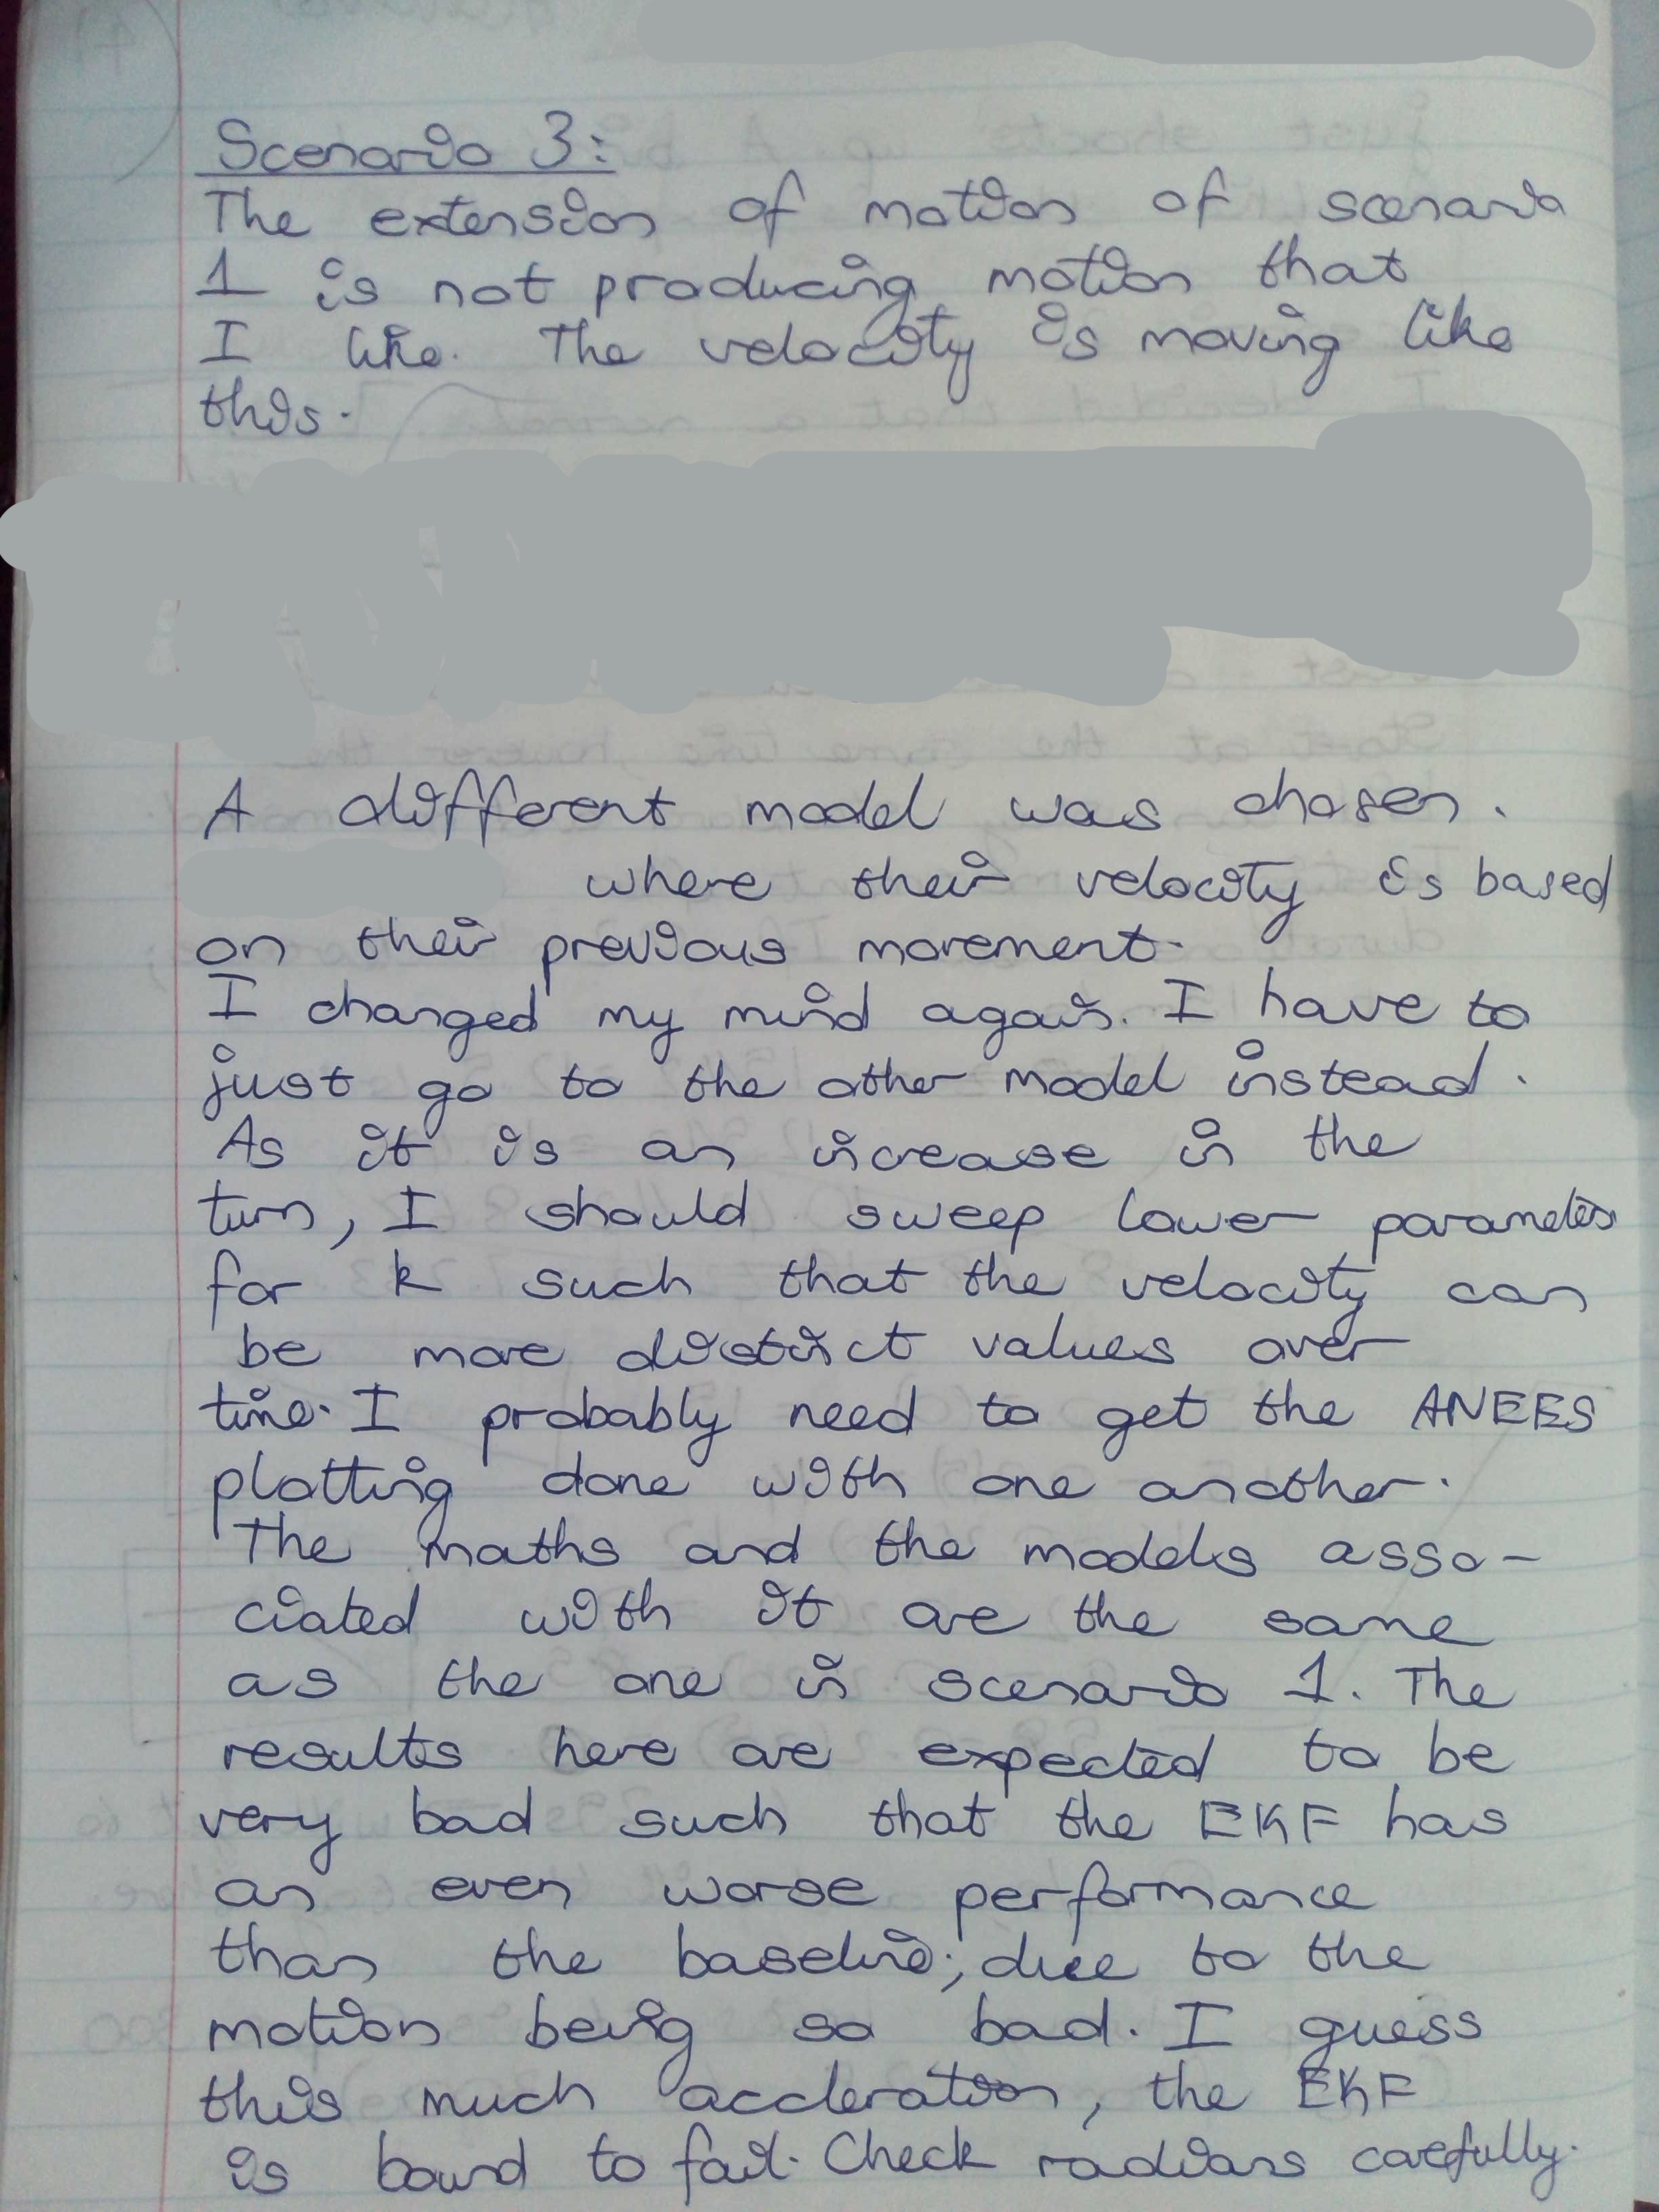 Scenario 3:
The extension of motion of scenario
1 is not producing motion that
I like. The velocity is moving like
this.
A different model was chosen.
where their velocity is based
on their previous movement.
I changed my mind again. I have to
just go to the other model instead.
As it is an increase in the
turn, I should sweep lower parameters
for k such that the velocity can
be more distinct values over
time. I probably need to get the ANEES
plotting done with one another.
The maths and the models asso-
ciated with it are the same
as the one in scenario 1. The
results here are expected to be
very bad such that the EKF has
an even worse performance
than the baseline; due to the
motion being so bad. I guess
this much accleration, the EKF
is bound to fail. Check radians carefully.